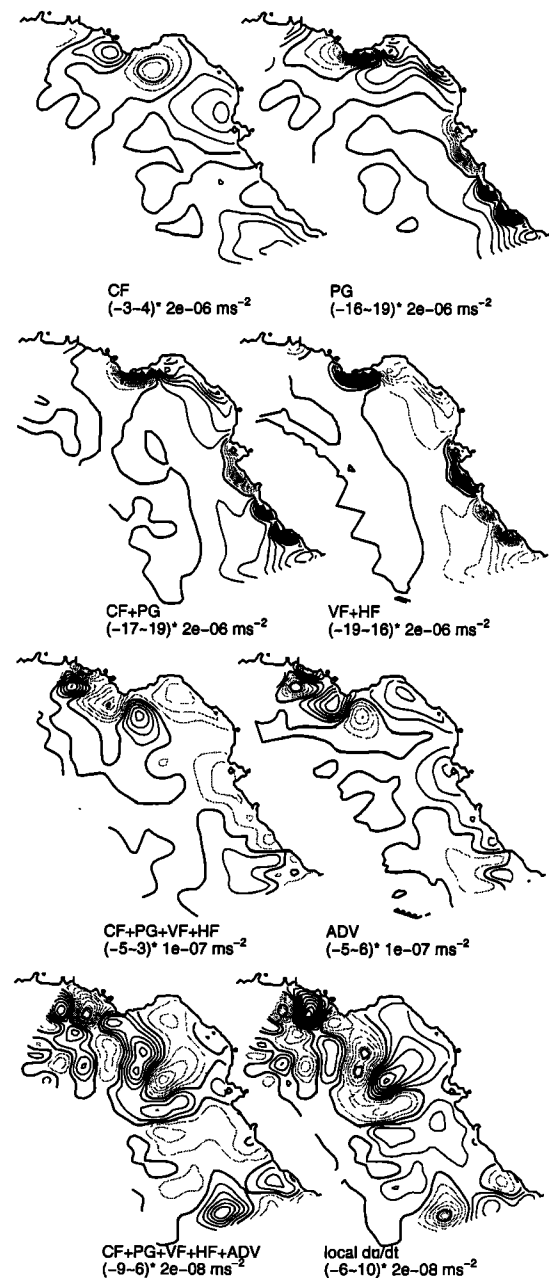 CF
(−3~4)* 2e−06 ms⁻²
PG
(−16~19)* 2e−06 ms⁻²
CF+PG
(−17~19)* 2e−06 ms⁻²
VF+HF
(−19~16)* 2e−06 ms⁻²
CF+PG+VF+HF
(−5~3)* 1e−07 ms⁻²
ADV
(−5~6)* 1e−07 ms⁻²
CF+PG+VF+HF+ADV
(−9~6)* 2e−08 ms⁻²
local du/dt
(−6~10)* 2e−08 ms⁻²